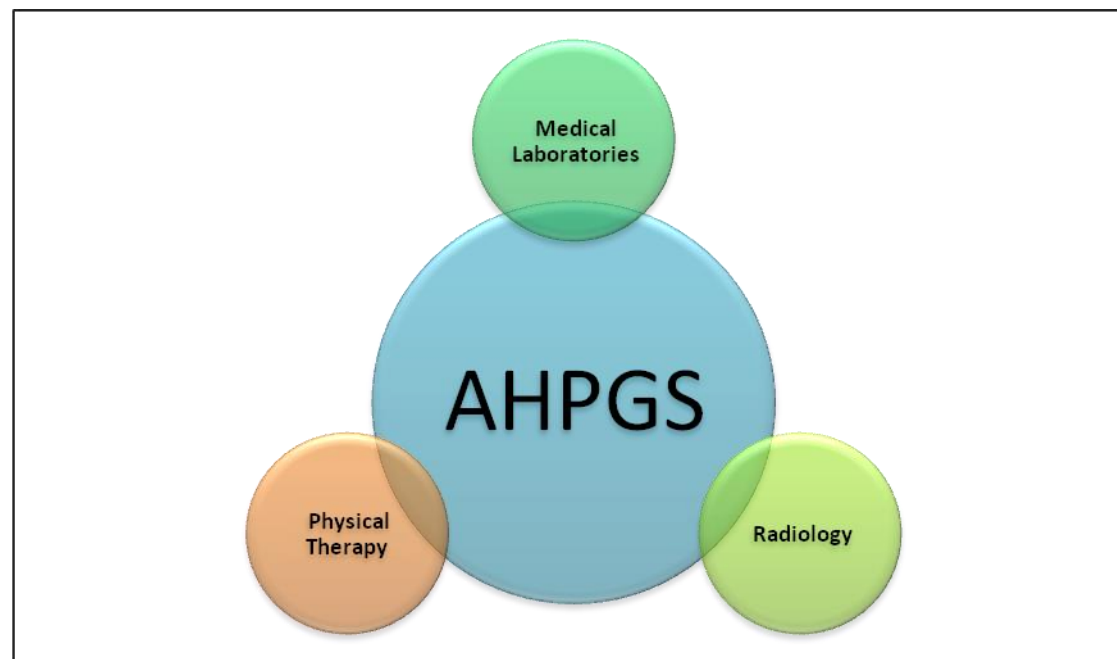 Medical
Laboratories
AHPGS
Physical
Therapy
Radiology